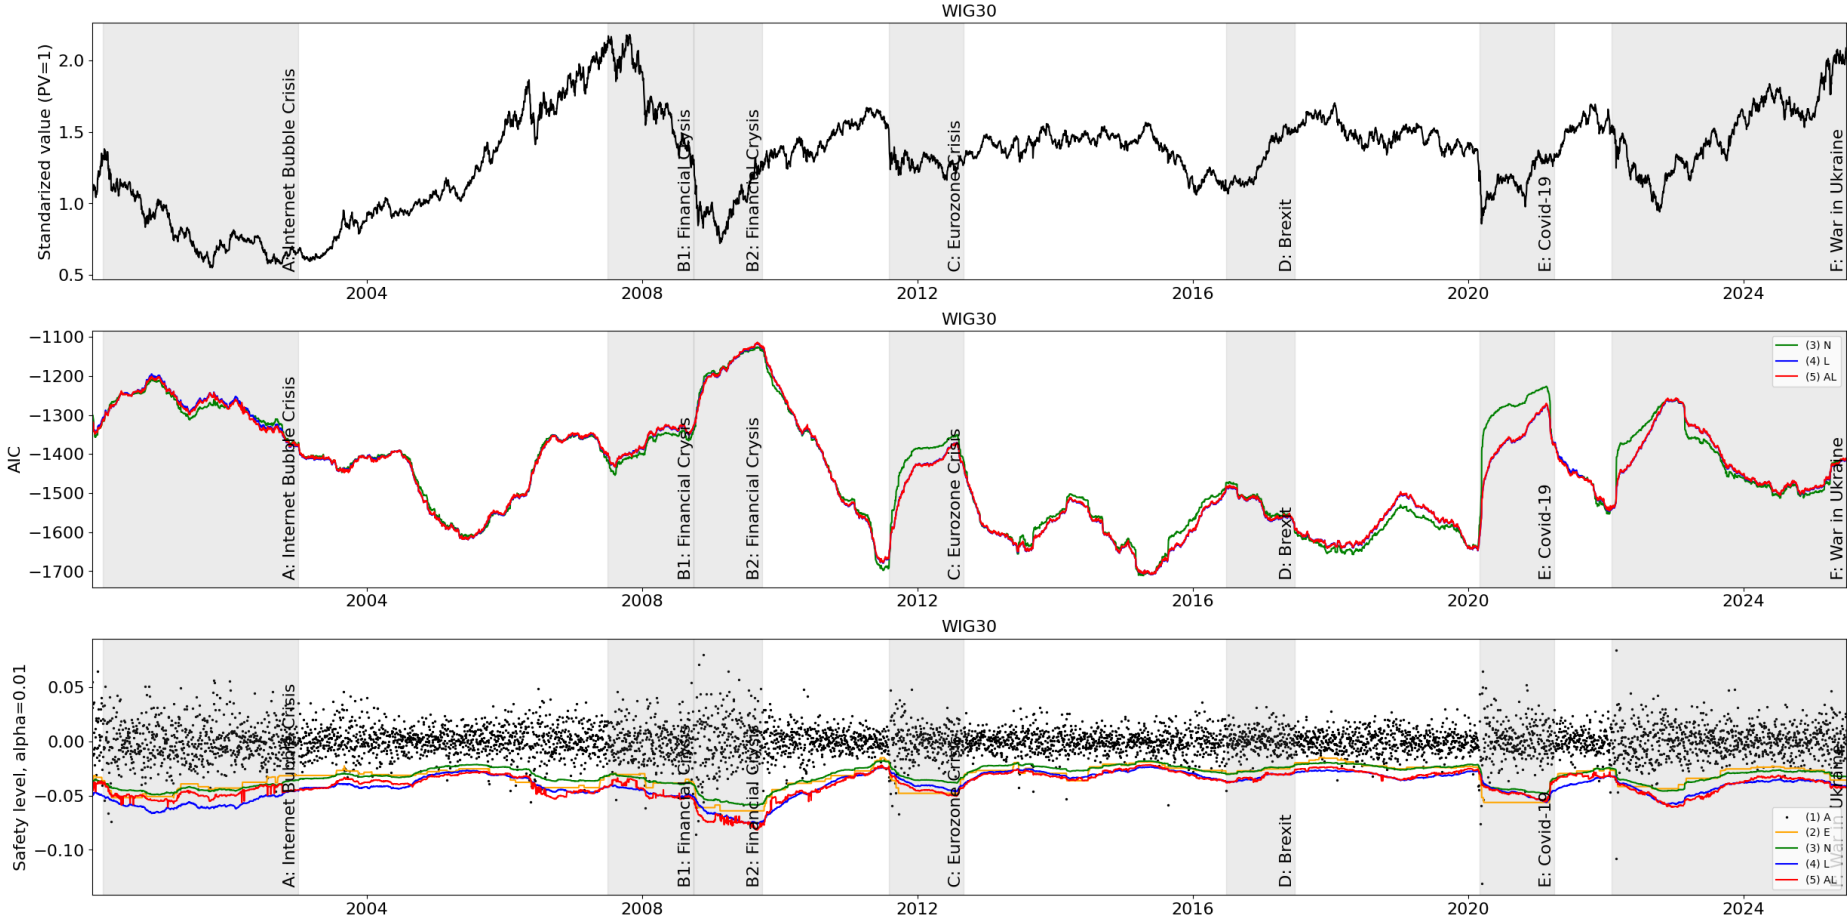 WIG30
Standarized value (PV=1)
2.0
1.5
1.0
0.5
A: Internet Bubble Crisis
B1: Financial Crysis
B2: Financial Crysis
C: Eurozone Crisis
D: Brexit
E: Covid-19
F: War in Ukraine
2004
2008
2012
2016
2020
2024
WIG30
AIC
−1100
−1200
−1300
−1400
−1500
−1600
−1700
A: Internet Bubble Crisis
B1: Financial Crysis
B2: Financial Crysis
C: Eurozone Crisis
D: Brexit
E: Covid-19
F: War in Ukraine
(3) N
(4) L
(5) AL
2004
2008
2012
2016
2020
2024
WIG30
Safety level, alpha=0.01
0.05
0.00
−0.05
−0.10
A: Internet Bubble Crisis
B1: Financial Crysis
B2: Financial Crysis
C: Eurozone Crisis
D: Brexit
E: Covid-19
F: War in Ukraine
(1) A
(2) E
(3) N
(4) L
(5) AL
2004
2008
2012
2016
2020
2024